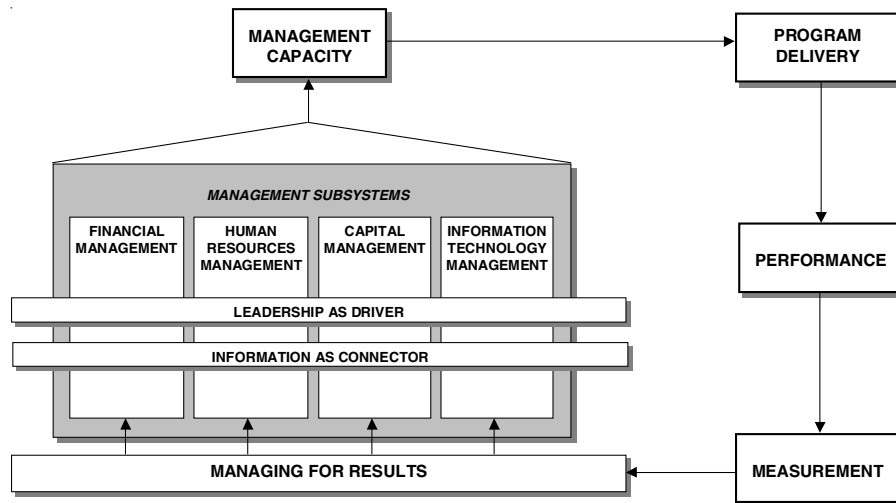 MANAGEMENT
CAPACITY
PROGRAM
DELIVERY
MANAGEMENT SUBSYSTEMS
FINANCIAL
MANAGEMENT
HUMAN
RESOURCES
MANAGEMENT
CAPITAL
MANAGEMENT
INFORMATION
TECHNOLOGY
MANAGEMENT
PERFORMANCE
LEADERSHIP AS DRIVER
INFORMATION AS CONNECTOR
MANAGING FOR RESULTS
MEASUREMENT